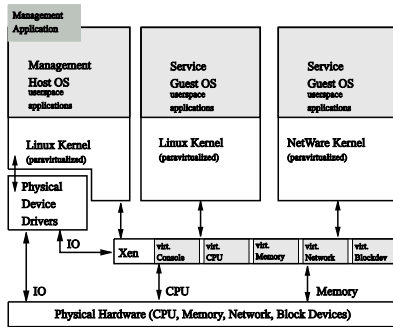 Management
Application
Management
Host OS
userspace
applications
Service
Guest OS
userspace
applications
Service
Guest OS
userspace
applications
Linux Kernel
(paravirtualized)
Linux Kernel
(paravirtualized)
NetWare Kernel
(paravirtualized)
Physical
Device
Drivers
IO
Xen
virt.
Console
virt.
CPU
virt.
Memory
virt.
Network
virt.
Blockdev
IO
CPU
Memory
Physical Hardware (CPU, Memory, Network, Block Devices)